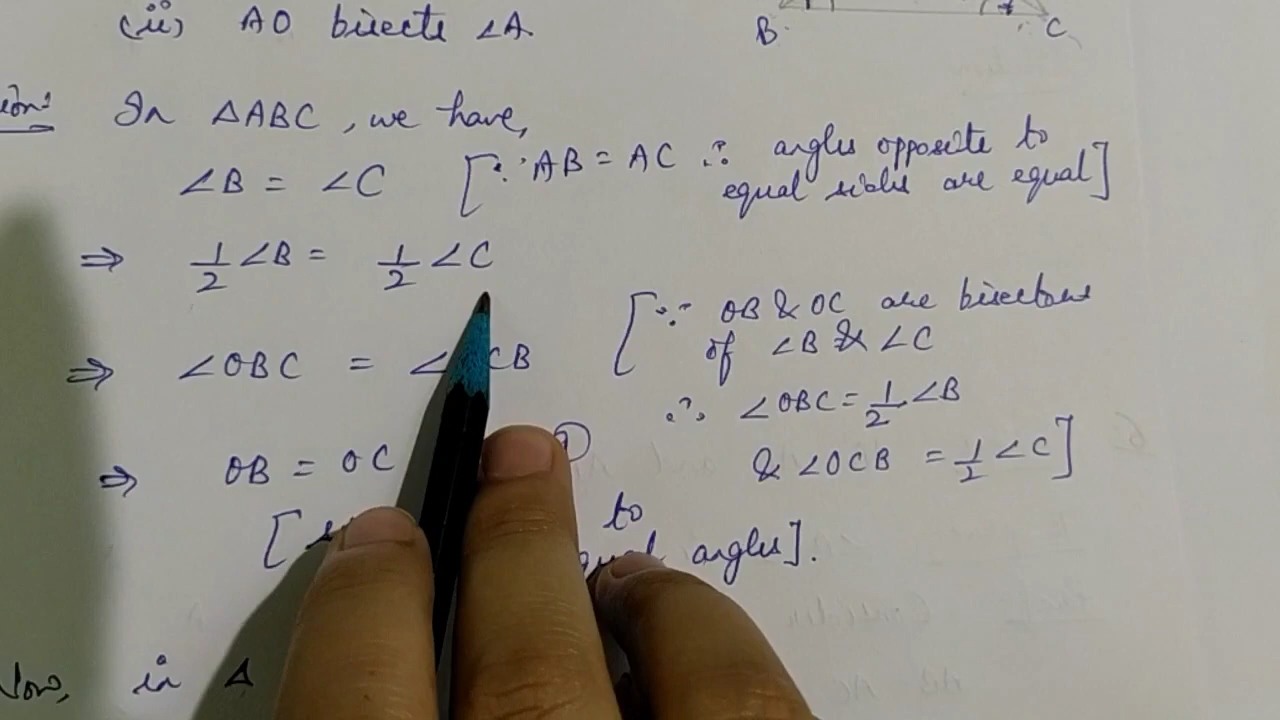 (ii) AO bisects ∠A.
B
C
In ΔABC, we have,
∠B = ∠C [∵ AB = AC ∴ angles opposite to
equal sides are equal]
⇒ 1/2 ∠B = 1/2 ∠C
[∵ OB & OC are bisectors
of ∠B & ∠C
⇒ ∠OBC = ∠ CB
∴ ∠OBC = 1/2 ∠B
⇒ OB = OC ①
& ∠OCB = 1/2 ∠C]
[ to
angles].
Now, in Δ